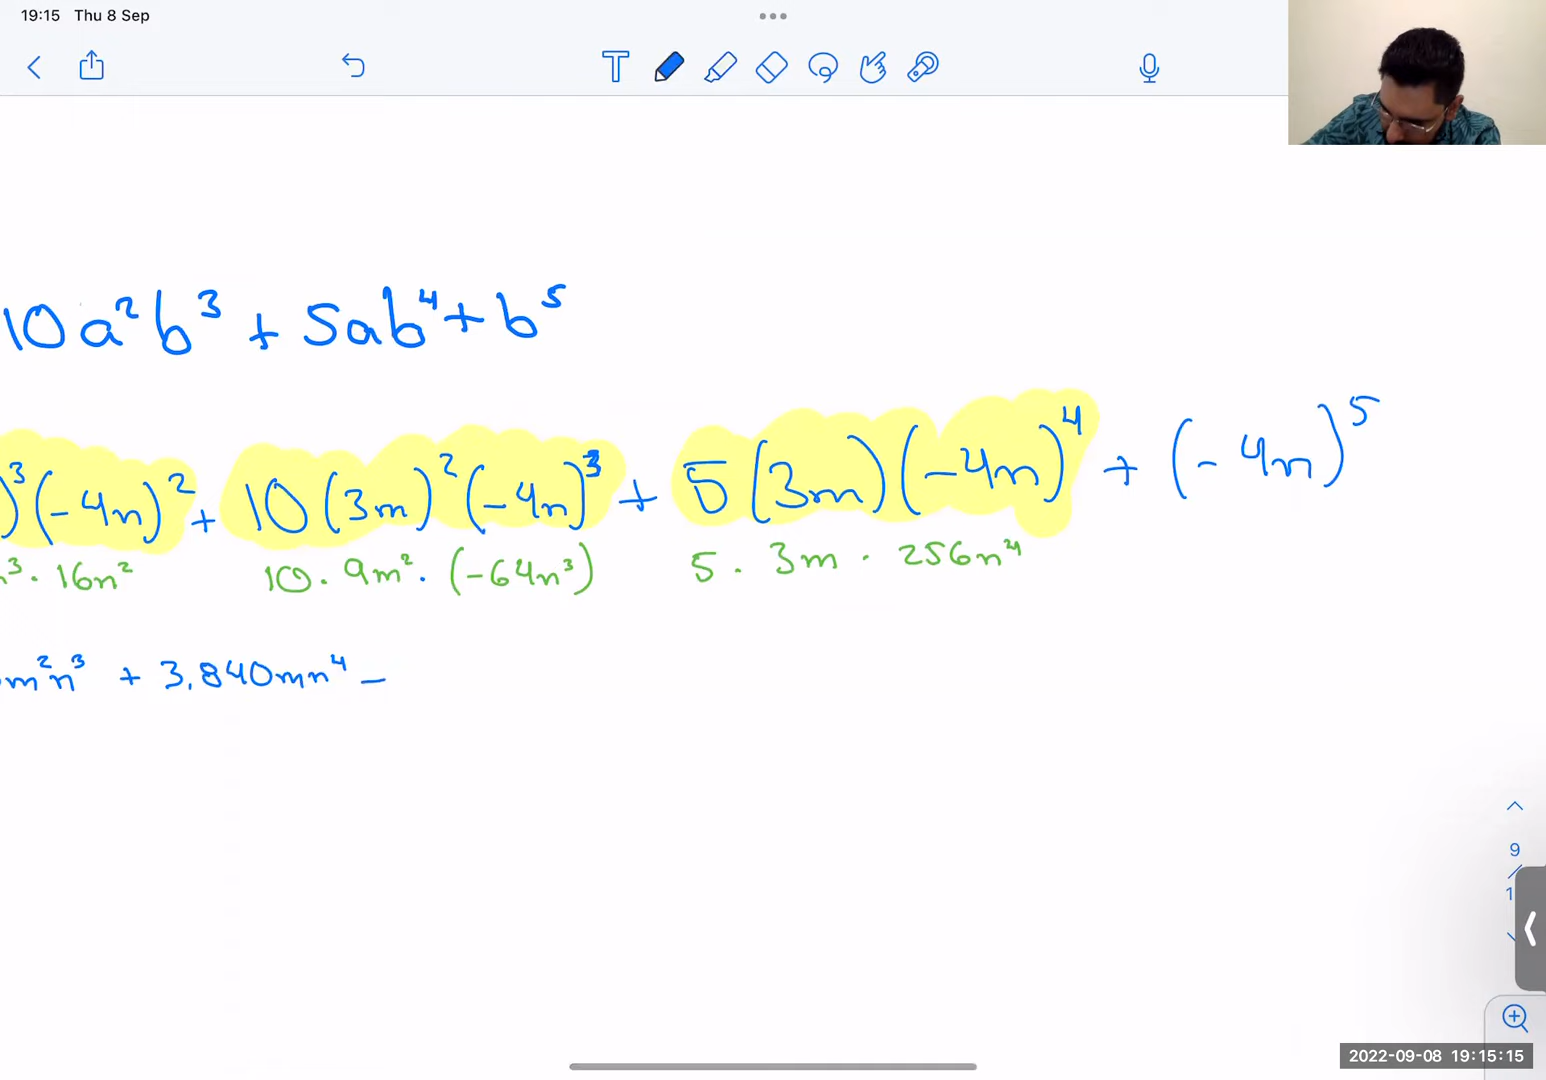 19:15 Thu 8 Sep
T
10a²b³ + 5ab⁴ + b⁵
)³(-4n)² + 10(3m)²(-4n)³ + 5(3m)(-4n)⁴ + (-4n)⁵
³ · 16n² 10 · 9m² · (-64n³) 5 · 3m · 256n⁴
m²n³ + 3.840mn⁴ –
9
/
1
2022-09-08 19:15:15